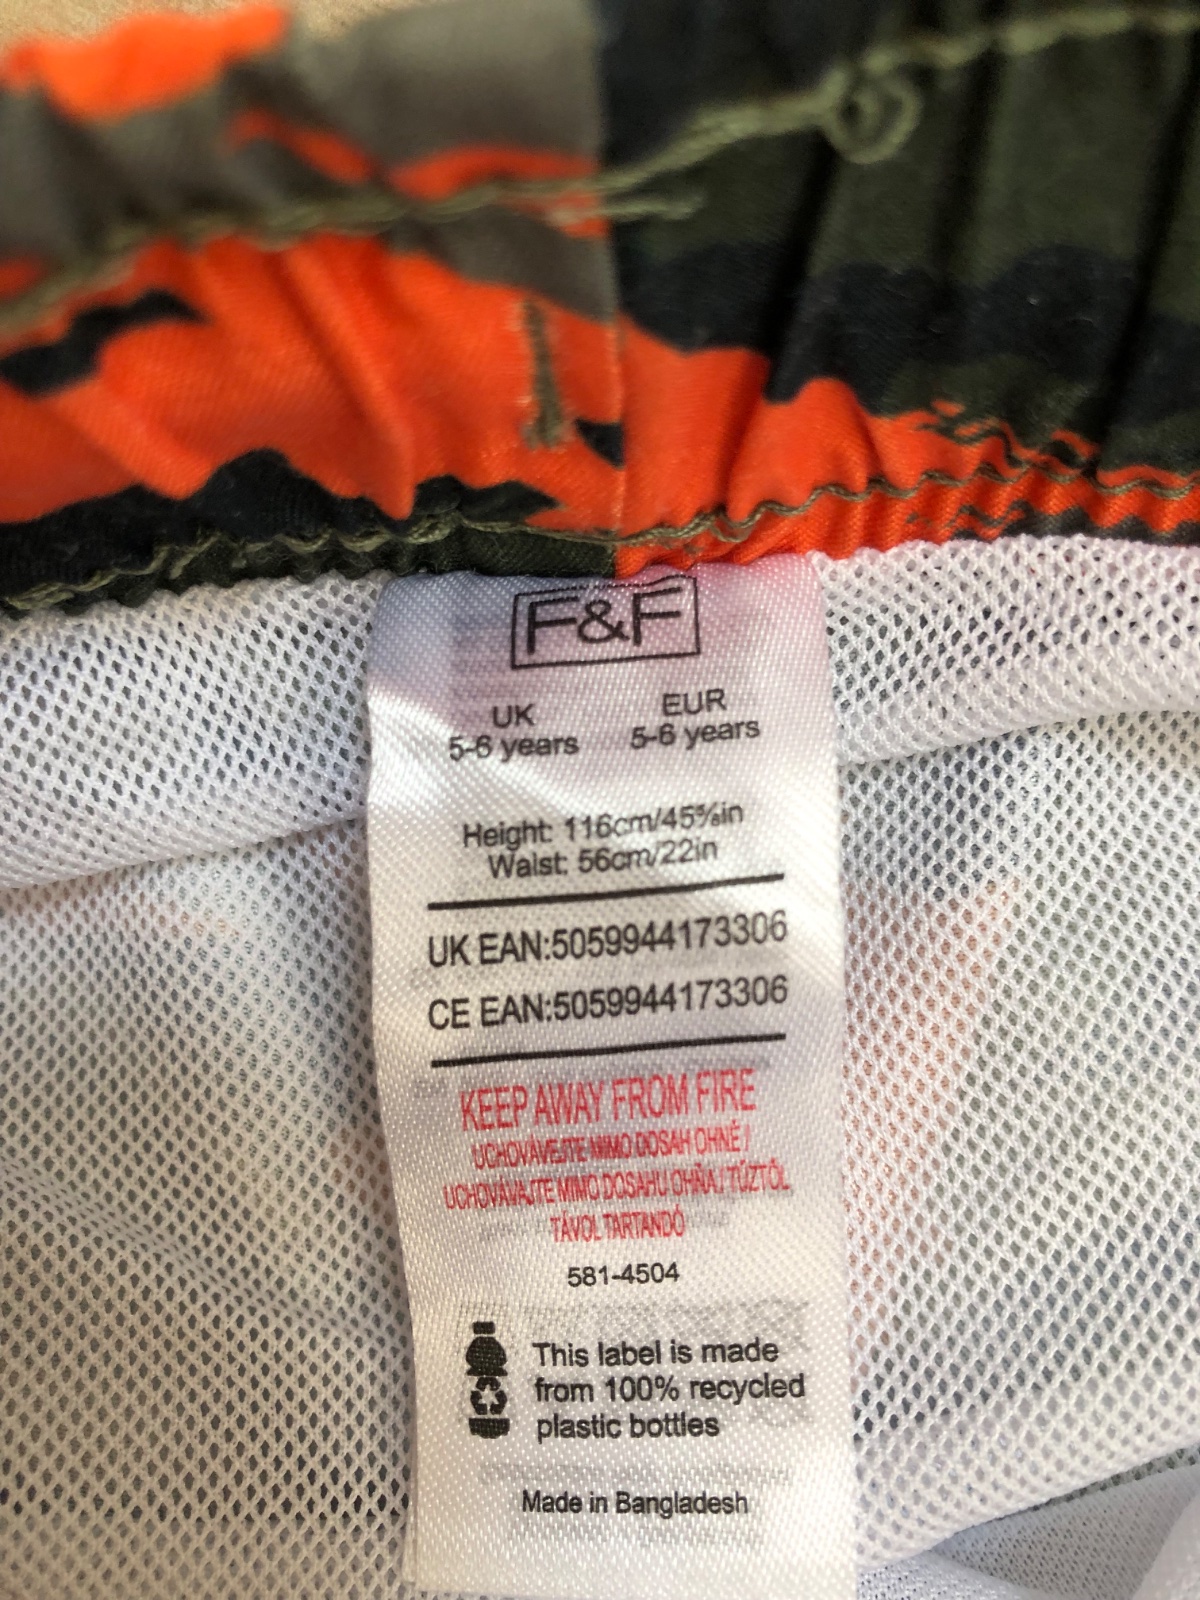 F&F
UK EUR
5-6 years 5-6 years
Height: 116cm/45⅝in
Waist: 56cm/22in
UK EAN:5059944173306
CE EAN:5059944173306
KEEP AWAY FROM FIRE
UCHOVÁVEJTE MIMO DOSAH OHNĚ /
UCHOVÁVAJTE MIMO DOSAHU OHŇA / TŰZTŐL
TÁVOL TARTANDÓ
581-4504
This label is made
from 100% recycled
plastic bottles
Made in Bangladesh